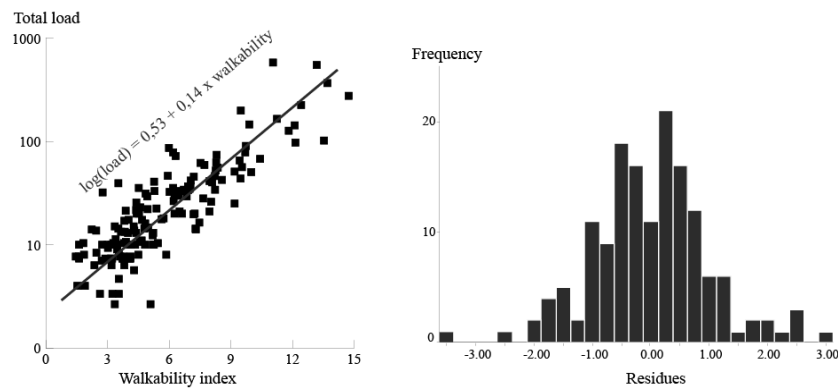 Total load
1000
100
10
0
0 3 6 9 12 15
Walkability index
log(load) = 0,53 + 0,14 x walkability
Frequency
20
10
0
-3.00 -2.00 -1.00 0.00 1.00 2.00 3.00
Residues